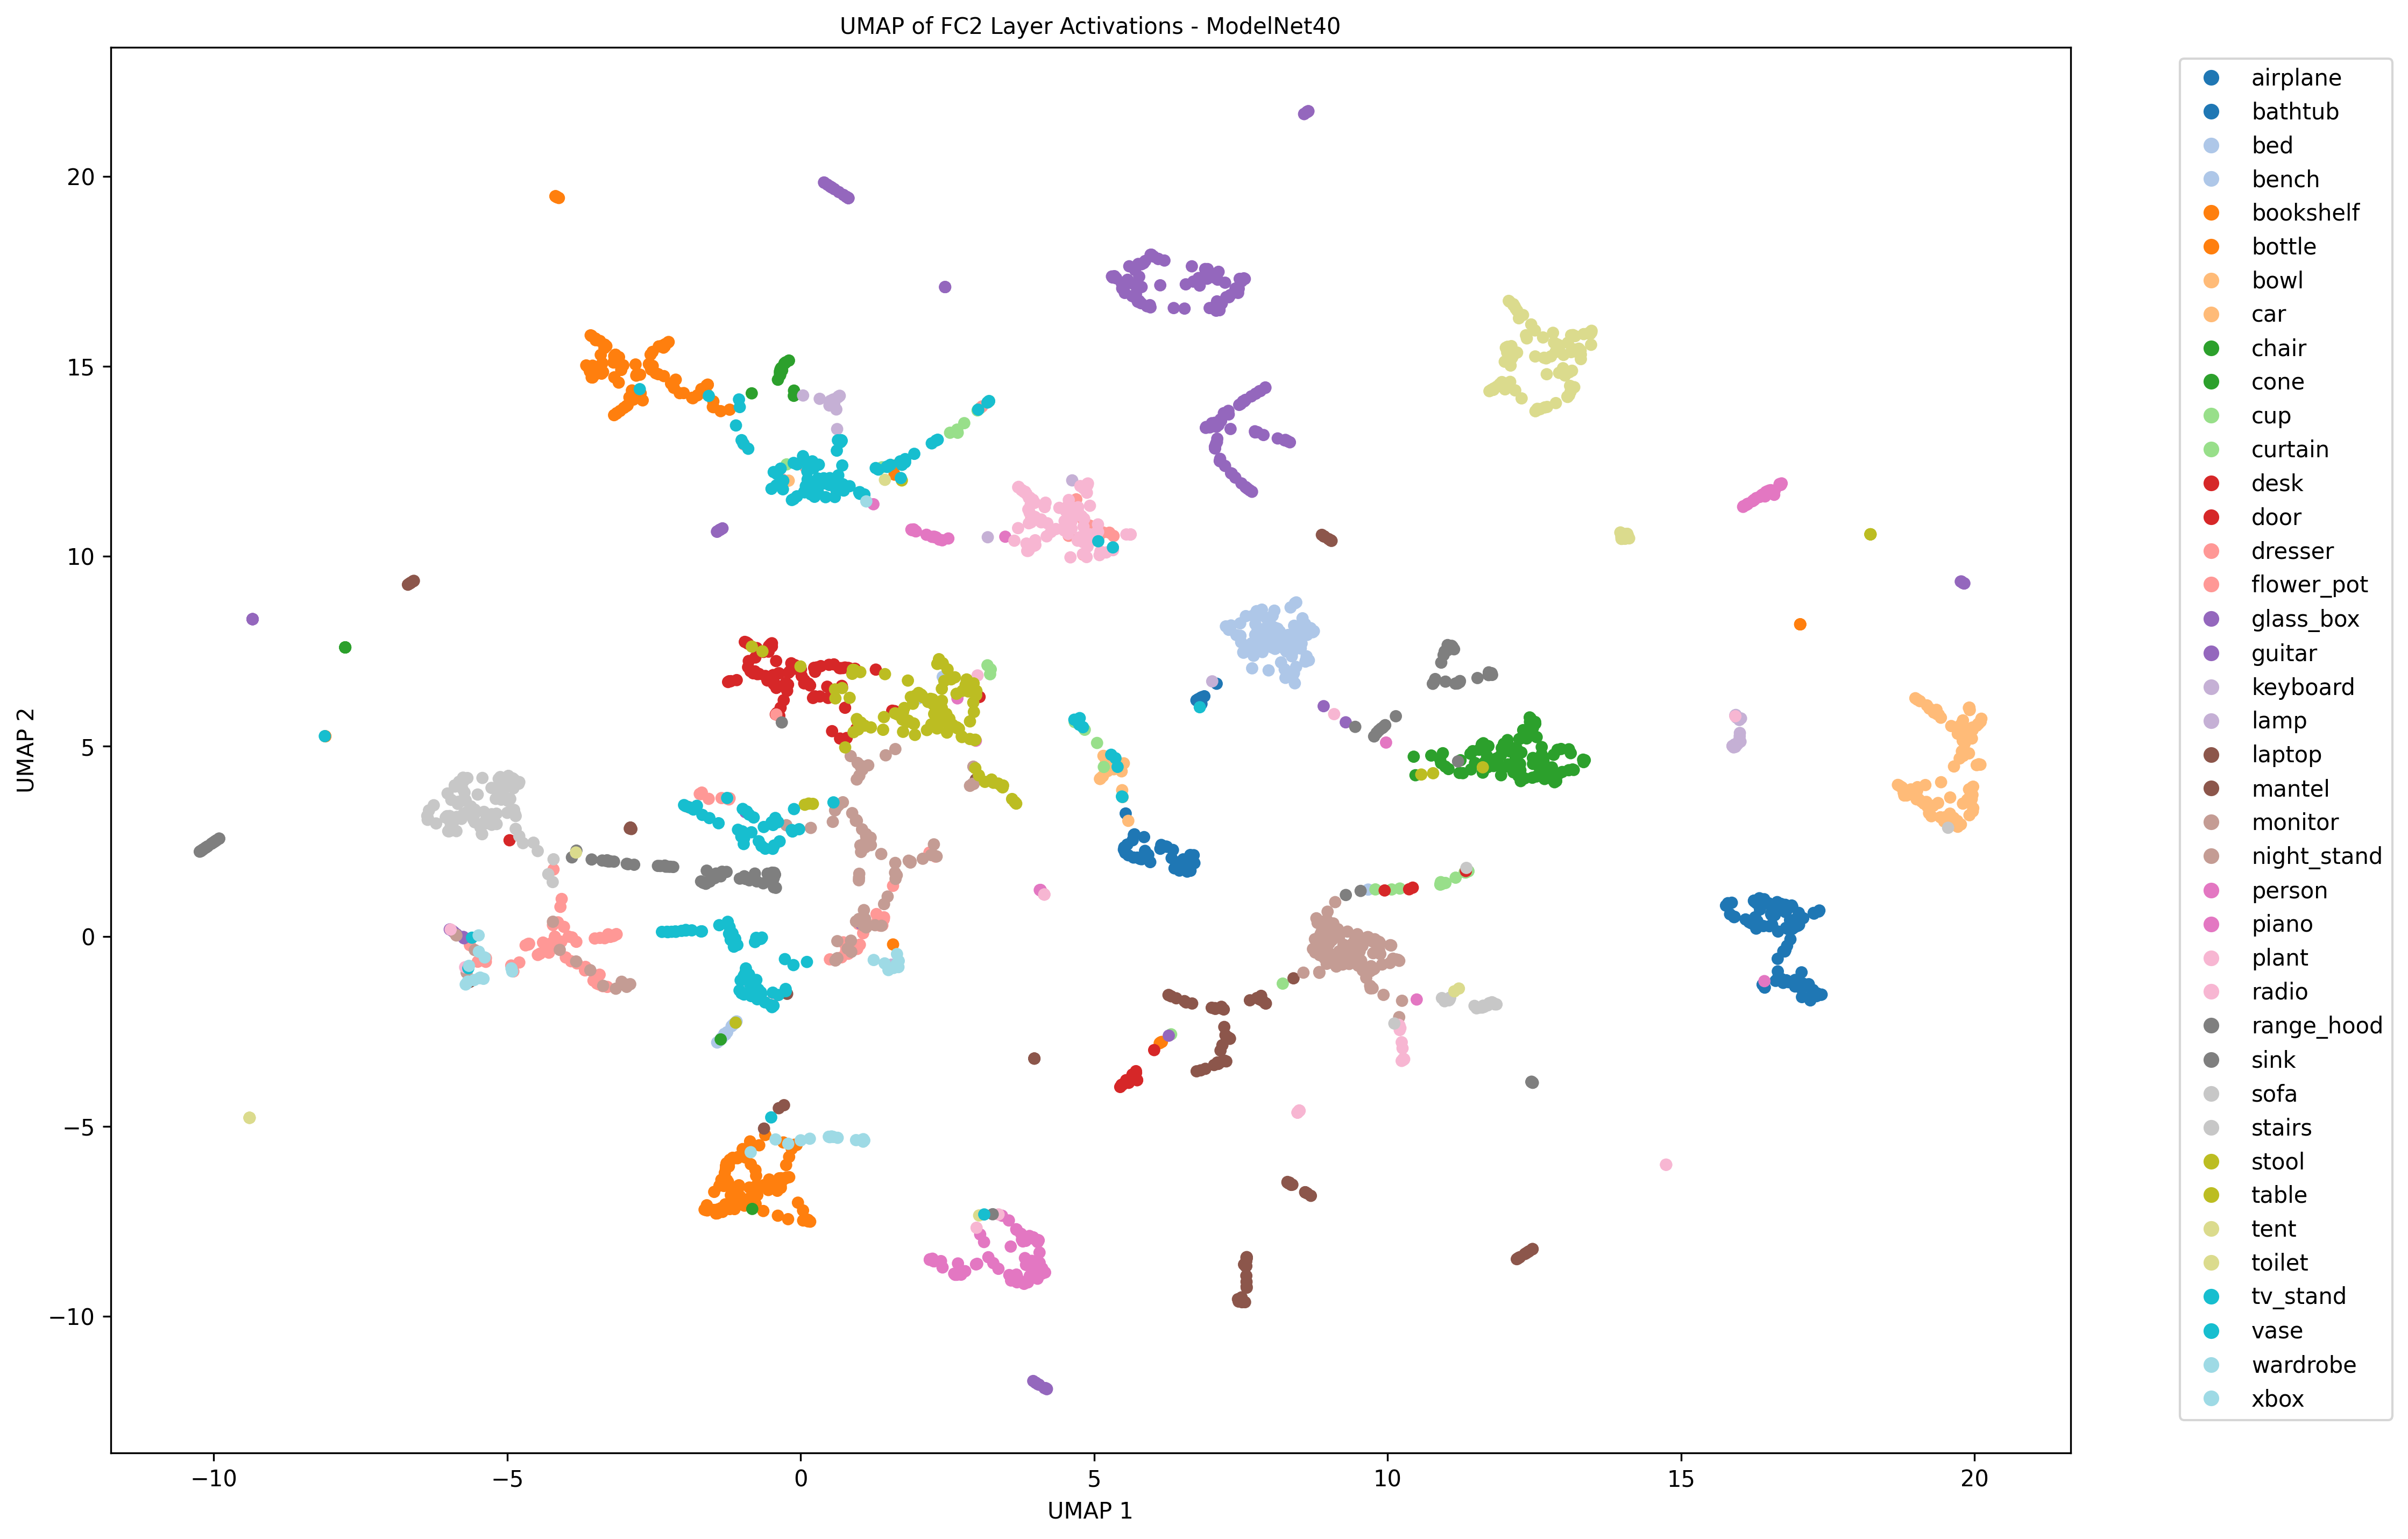 UMAP of FC2 Layer Activations - ModelNet40
UMAP 2
20
15
10
5
0
−5
−10
−10
−5
0
5
10
15
20
UMAP 1
airplane
bathtub
bed
bench
bookshelf
bottle
bowl
car
chair
cone
cup
curtain
desk
door
dresser
flower_pot
glass_box
guitar
keyboard
lamp
laptop
mantel
monitor
night_stand
person
piano
plant
radio
range_hood
sink
sofa
stairs
stool
table
tent
toilet
tv_stand
vase
wardrobe
xbox